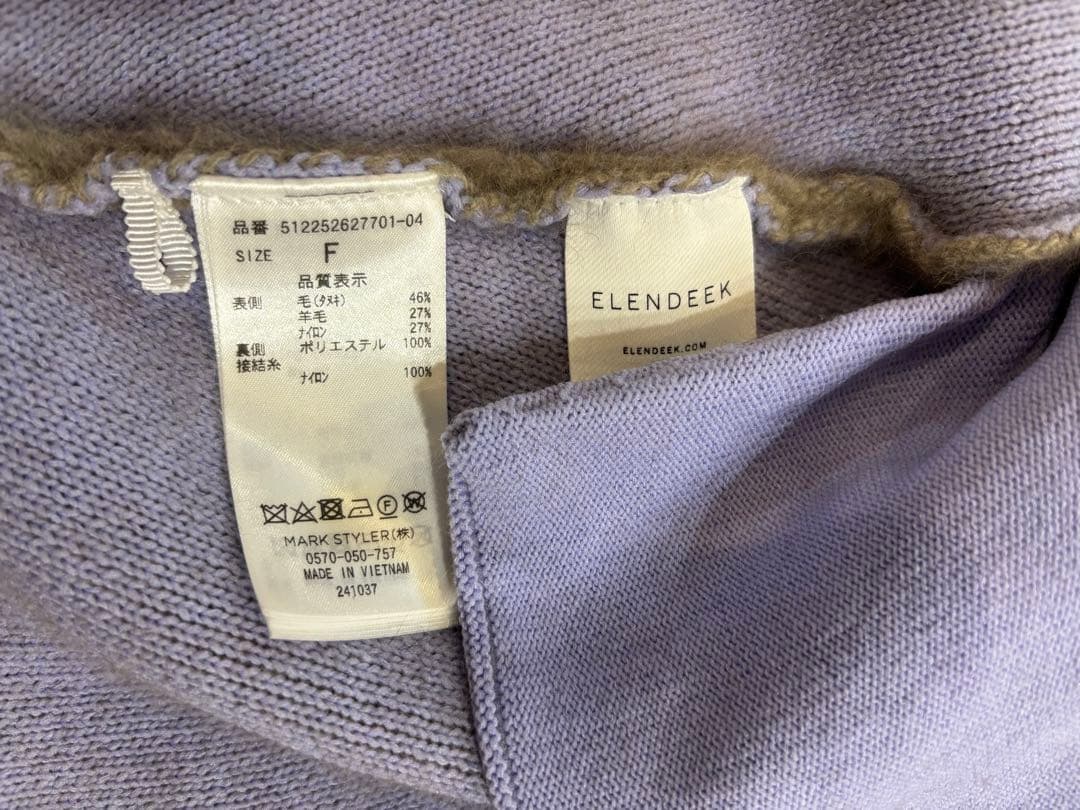 品番 512252627701-04
SIZE F
品質表示
表側 毛(タヌキ) 46%
羊毛 27%
ナイロン 27%
裏側 ポリエステル 100%
接結糸
ナイロン 100%
MARK STYLER(株)
0570-050-757
MADE IN VIETNAM
241037
ELENDEEK
ELENDEEK.COM